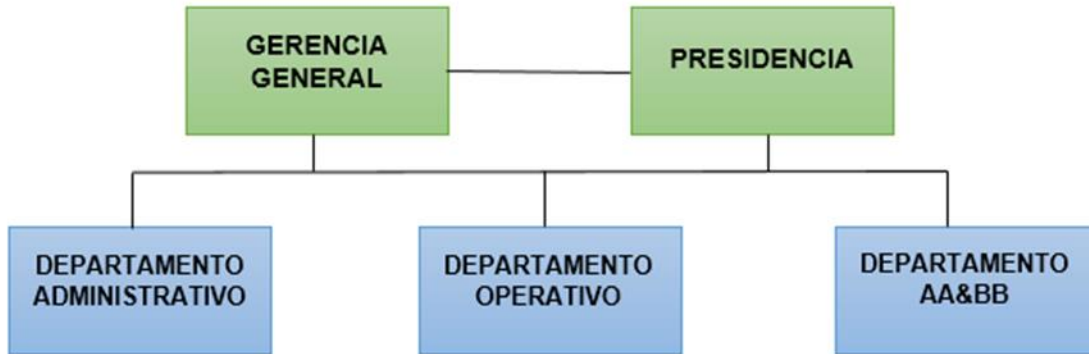 GERENCIA
GENERAL
PRESIDENCIA
DEPARTAMENTO
ADMINISTRATIVO
DEPARTAMENTO
OPERATIVO
DEPARTAMENTO
AA&BB